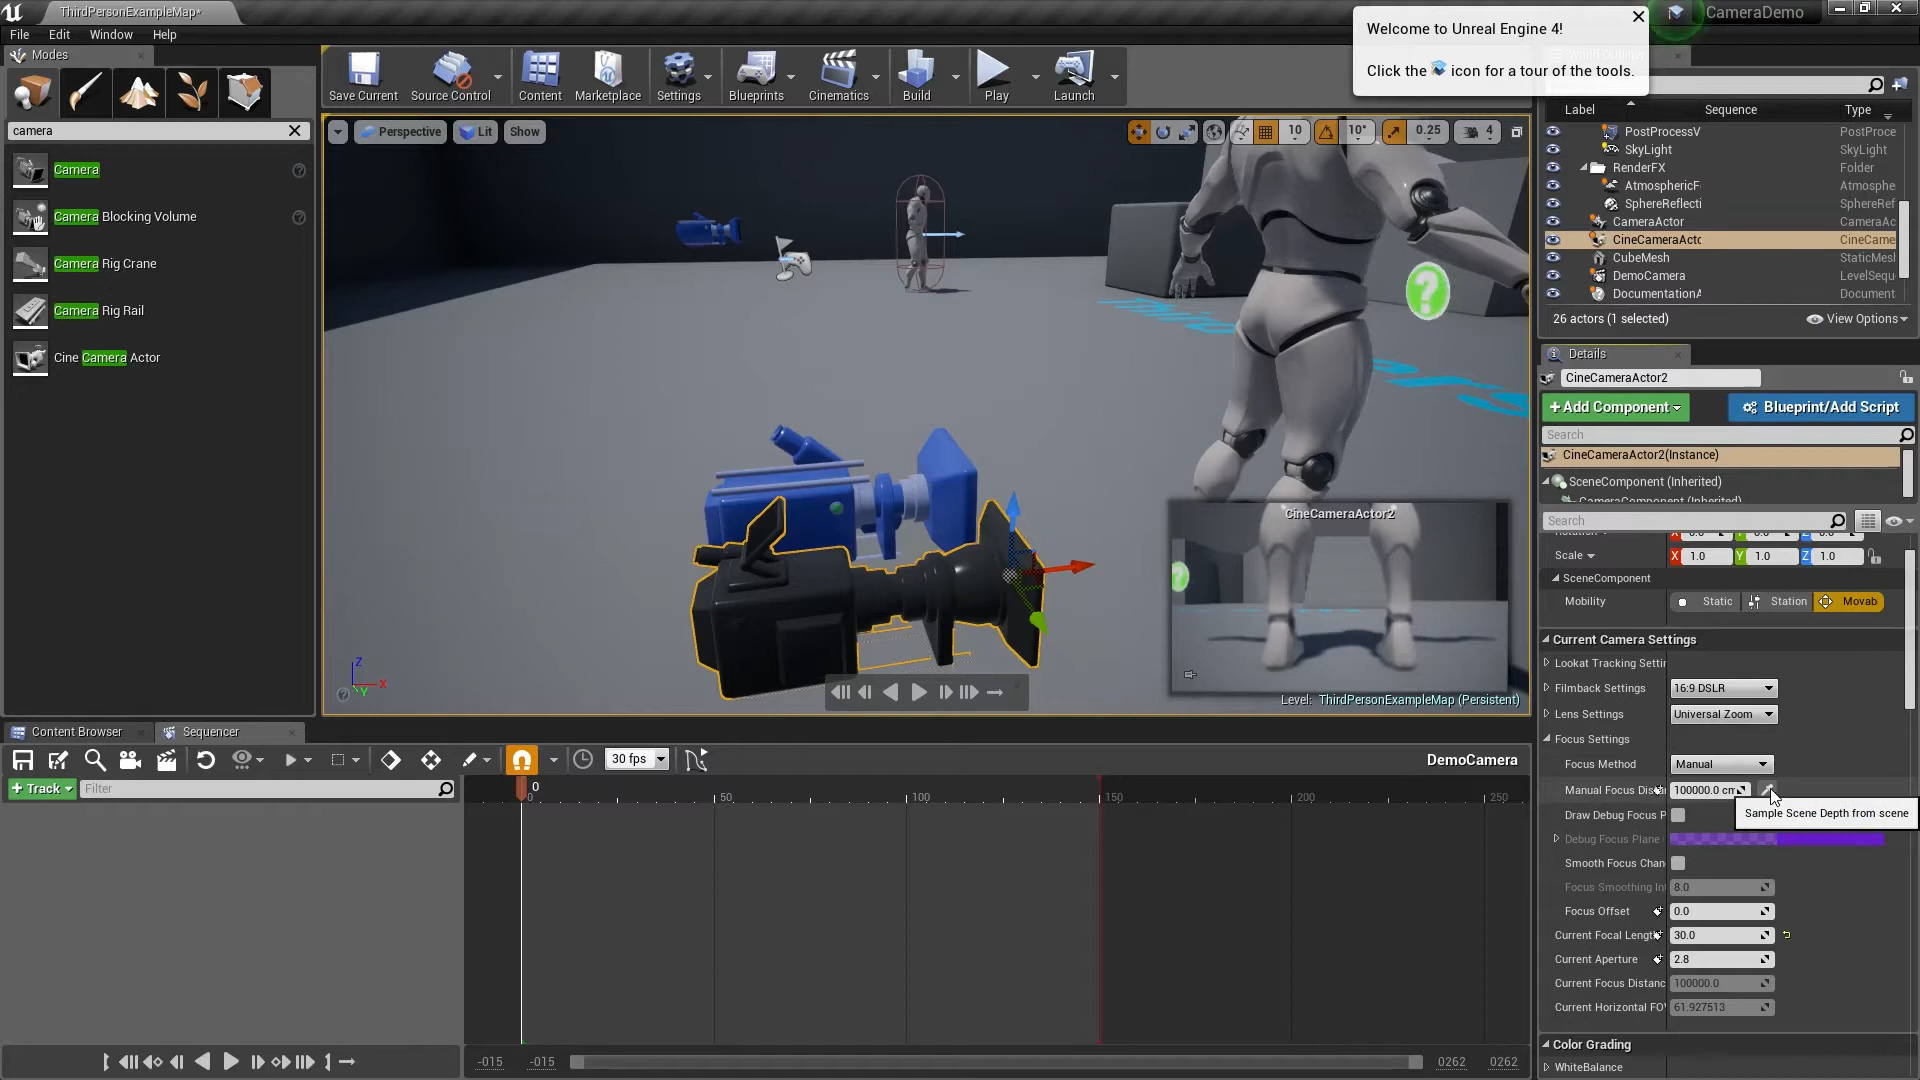 ThirdPersonExampleMap*
CameraDemo
File Edit Window Help
Welcome to Unreal Engine 4!
Click the icon for a tour of the tools.
Modes
Save Current
Source Control
Content
Marketplace
Settings
Blueprints
Cinematics
Build
Play
Launch
camera
Camera
Camera Blocking Volume
Camera Rig Crane
Camera Rig Rail
Cine Camera Actor
Perspective
Lit
Show
10
10°
0.25
4
CineCameraActor2
Level: ThirdPersonExampleMap (Persistent)
Z
X
Y
Label Sequence Type
PostProcessV PostProce
SkyLight SkyLight
RenderFX Folder
AtmosphericF Atmosphe
SphereReflecti SphereRef
CameraActor CameraAc
CineCameraActo CineCame
CubeMesh StaticMesl
DemoCamera LevelSequ
DocumentationA Document
26 actors (1 selected)
View Options
Details
CineCameraActor2
+Add Component
Blueprint/Add Script
Search
CineCameraActor2(Instance)
SceneComponent (Inherited)
CameraComponent (Inherited)
Search
Scale X 1.0 Y 1.0 Z 1.0
SceneComponent
Mobility Static Station Movab
Current Camera Settings
Lookat Tracking Settin
Filmback Settings 16:9 DSLR
Lens Settings Universal Zoom
Focus Settings
Focus Method Manual
Manual Focus Dista 100000.0 cm
Sample Scene Depth from scene
Draw Debug Focus P
Debug Focus Plane
Smooth Focus Chan
Focus Smoothing Int 8.0
Focus Offset 0.0
Current Focal Length 30.0
Current Aperture 2.8
Current Focus Distanc 100000.0
Current Horizontal FO 61.927513
Color Grading
WhiteBalance
Content Browser
Sequencer
30 fps
DemoCamera
+ Track
Filter
0
0 50 100 150 200 250
-015 -015 0262 0262